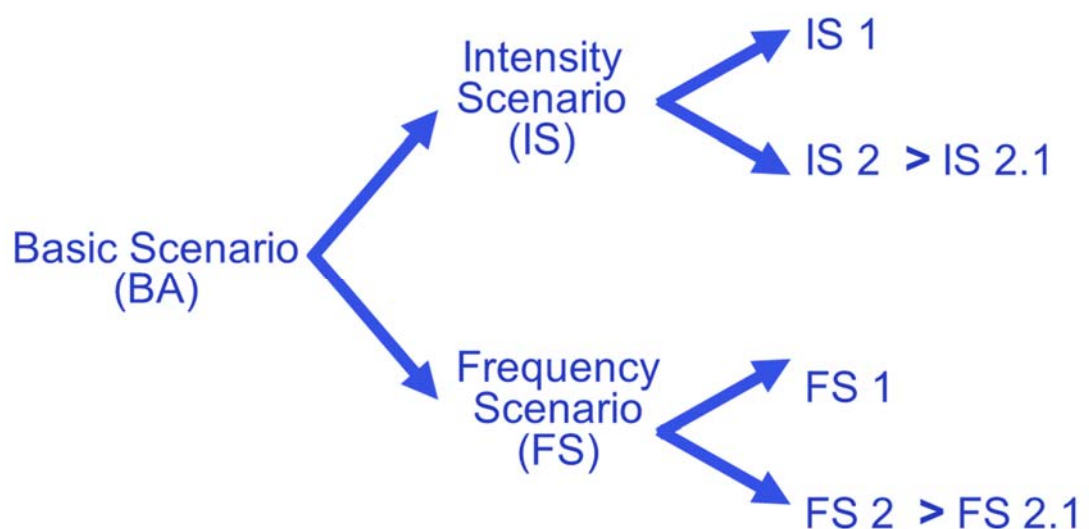 Basic Scenario
(BA)
Intensity
Scenario
(IS)
IS 1
IS 2 > IS 2.1
Frequency
Scenario
(FS)
FS 1
FS 2 > FS 2.1